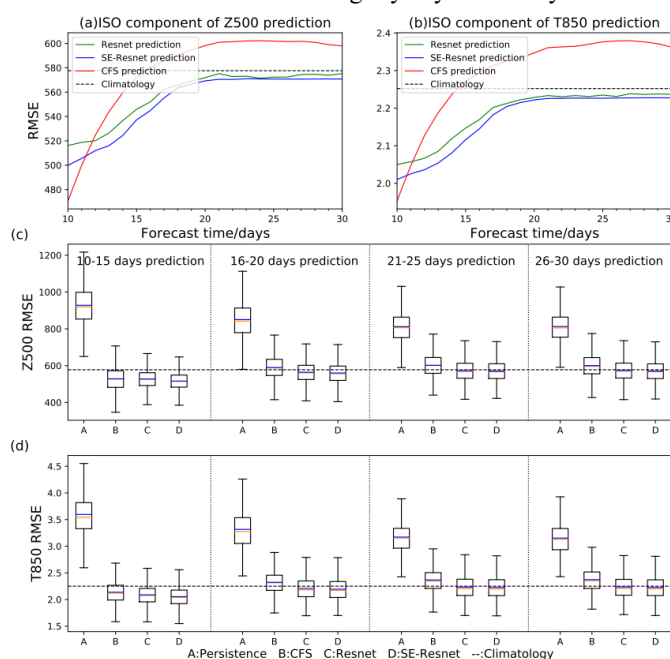 (a)ISO component of Z500 prediction
Resnet prediction
SE-Resnet prediction
CFS prediction
Climatology
600
580
560
540
520
500
480
RMSE
10 15 20 25 30
Forecast time/days
(b)ISO component of T850 prediction
Resnet prediction
SE-Resnet prediction
CFS prediction
Climatology
2.4
2.3
2.2
2.1
2.0
10 15 20 25 30
Forecast time/days
(c)
10-15 days prediction 16-20 days prediction 21-25 days prediction 26-30 days prediction
1200
1000
800
600
400
Z500 RMSE
A B C D A B C D A B C D A B C D
(d)
4.5
4.0
3.5
3.0
2.5
2.0
1.5
T850 RMSE
A B C D A B C D A B C D A B C D
A:Persistence B:CFS C:Resnet D:SE-Resnet --:Climatology